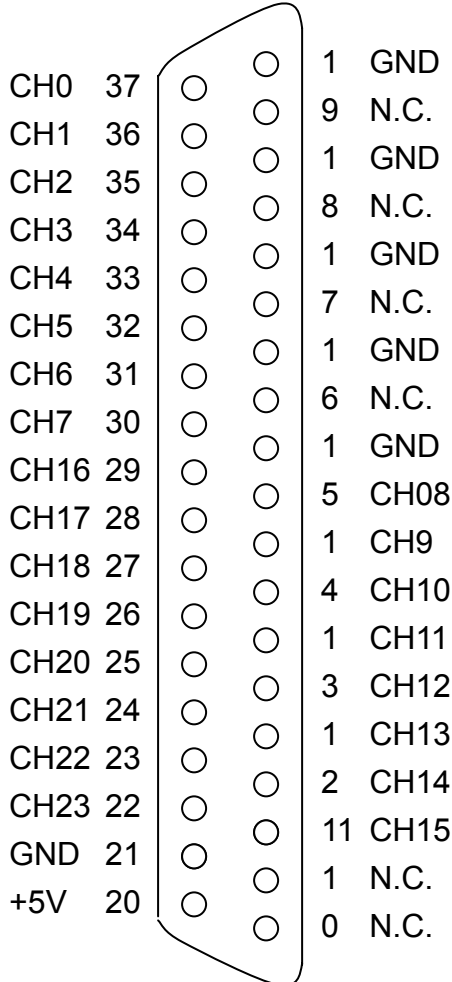 1 GND
CH0 37
9 N.C.
CH1 36
1 GND
CH2 35
8 N.C.
CH3 34
1 GND
CH4 33
7 N.C.
CH5 32
1 GND
CH6 31
6 N.C.
CH7 30
1 GND
CH16 29
5 CH08
CH17 28
1 CH9
CH18 27
4 CH10
CH19 26
1 CH11
CH20 25
3 CH12
CH21 24
1 CH13
CH22 23
2 CH14
CH23 22
11 CH15
GND 21
1 N.C.
+5V 20
0 N.C.